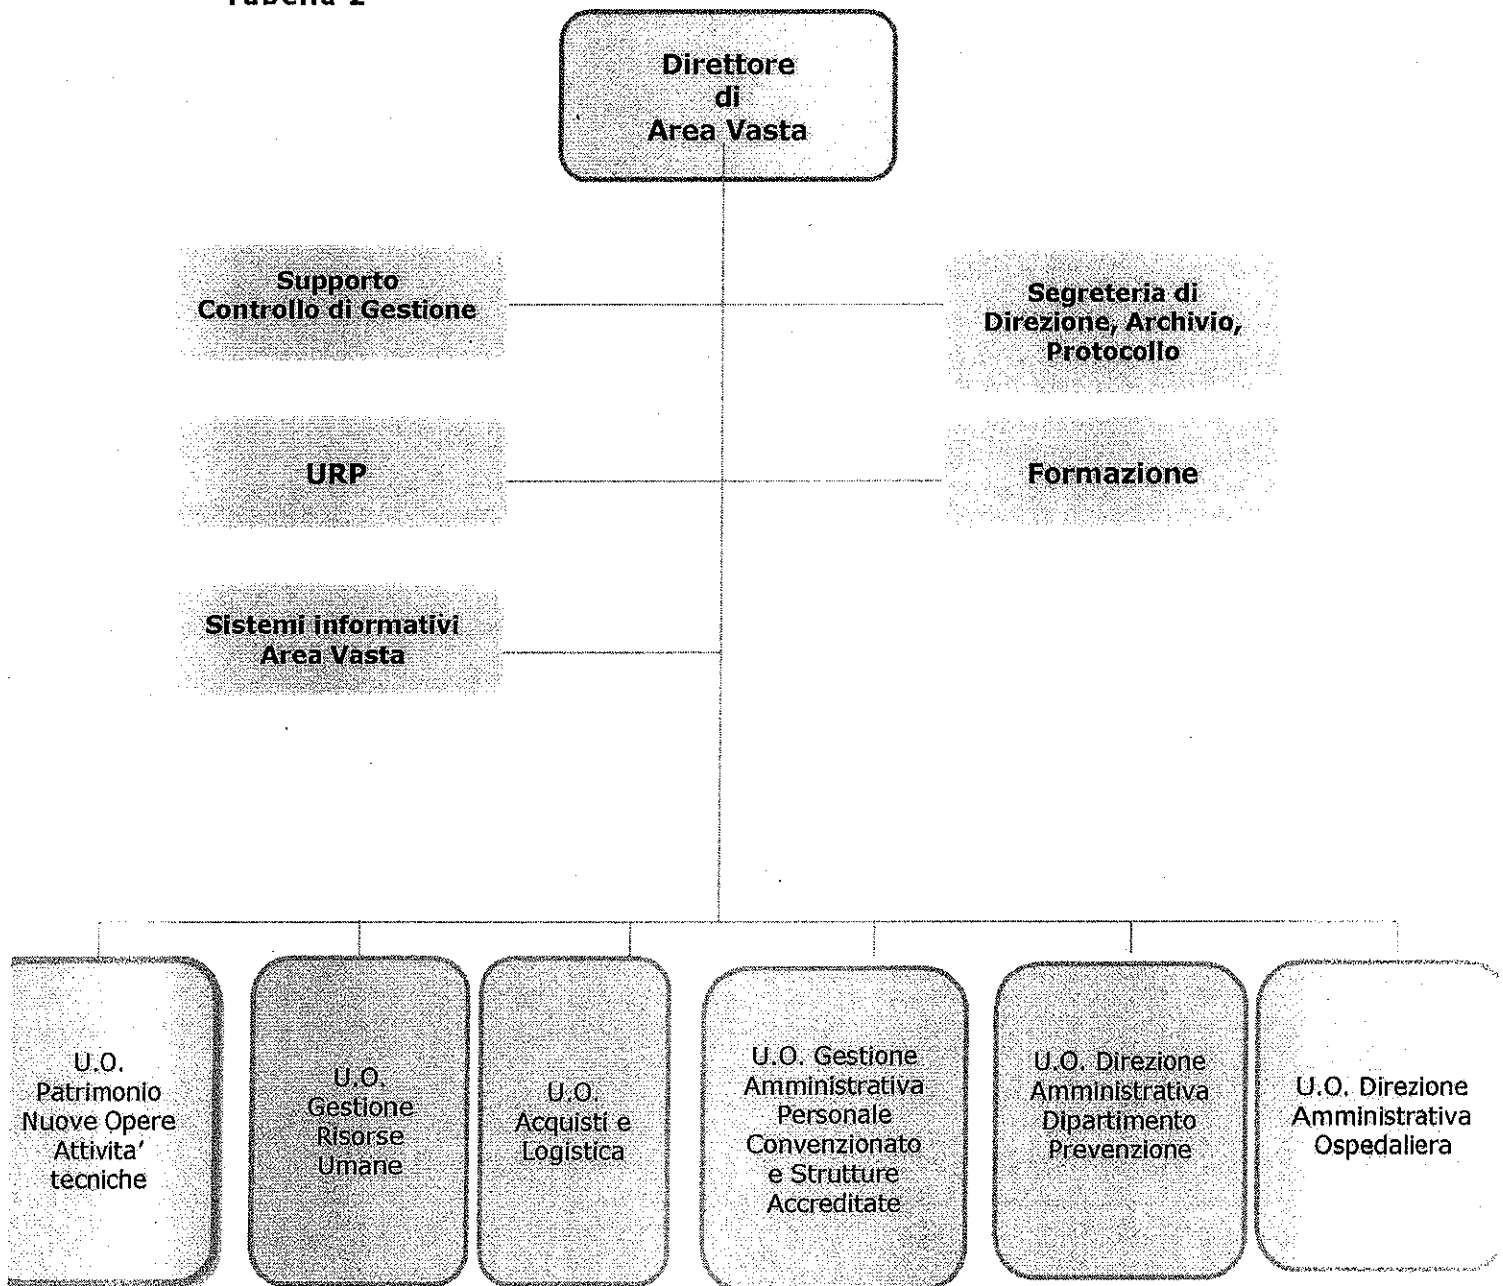 Tabella 2
Direttore
di
Area Vasta
Supporto
Controllo di Gestione
Segreteria di
Direzione, Archivio,
Protocollo
URP
Formazione
Sistemi informativi
Area Vasta
U.O.
Patrimonio
Nuove Opere
Attivita'
tecniche
U.O.
Gestione
Risorse
Umane
U.O.
Acquisti e
Logistica
U.O. Gestione
Amministrativa
Personale
Convenzionato
e Strutture
Accreditate
U.O. Direzione
Amministrativa
Dipartimento
Prevenzione
U.O. Direzione
Amministrativa
Ospedaliera